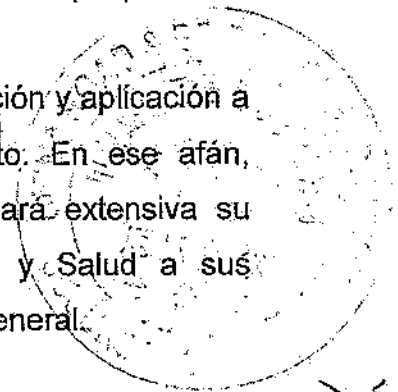 ción y aplicación a
to. En ese afán,
ará extensiva su
y Salud a sus
eneral.